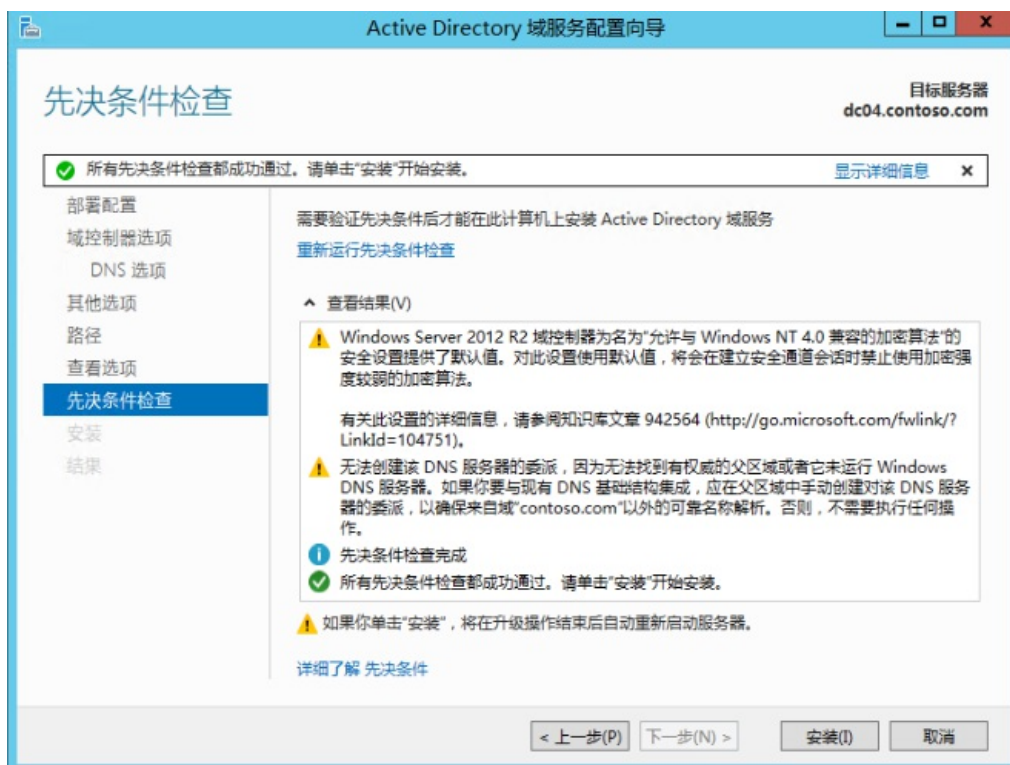 Active Directory 域服务配置向导
先决条件检查
目标服务器
dc04.contoso.com
所有先决条件检查都成功通过。请单击"安装"开始安装。
显示详细信息
部署配置
域控制器选项
DNS 选项
其他选项
路径
查看选项
先决条件检查
安装
结果
需要验证先决条件后才能在此计算机上安装 Active Directory 域服务
重新运行先决条件检查
查看结果(V)
Windows Server 2012 R2 域控制器为名为"允许与 Windows NT 4.0 兼容的加密算法"的
安全设置提供了默认值。对此设置使用默认值，将会在建立安全通道会话时禁止使用加密强
度较弱的加密算法。
有关此设置的详细信息，请参阅知识库文章 942564 (http://go.microsoft.com/fwlink/?
LinkId=104751)。
无法创建该 DNS 服务器的委派，因为无法找到有权威的父区域或者它未运行 Windows
DNS 服务器。如果你要与现有 DNS 基础结构集成，应在父区域中手动创建对该 DNS 服务
器的委派，以确保来自域"contoso.com"以外的可靠名称解析。否则，不需要执行任何操
作。
先决条件检查完成
所有先决条件检查都成功通过。请单击"安装"开始安装。
如果你单击"安装"，将在升级操作结束后自动重新启动服务器。
详细了解 先决条件
< 上一步(P)
下一步(N) >
安装(I)
取消